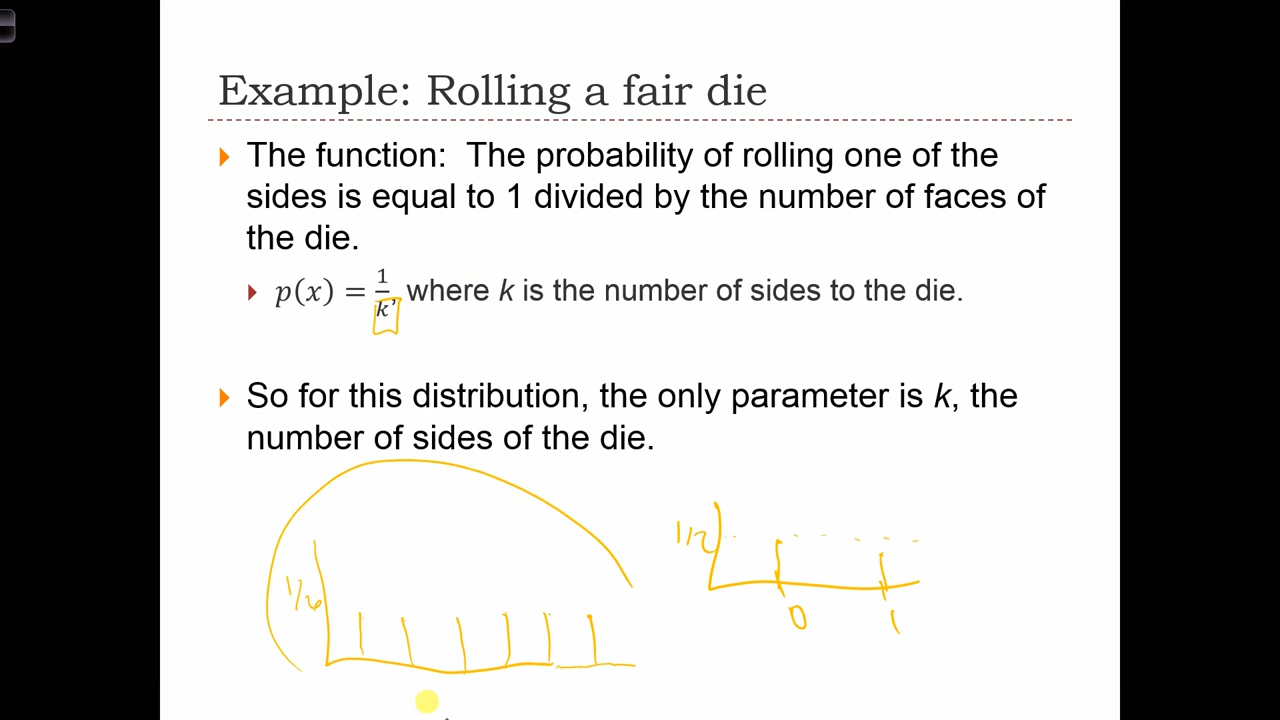 Example: Rolling a fair die
The function: The probability of rolling one of the
sides is equal to 1 divided by the number of faces of
the die.
p(x) = 1/k, where k is the number of sides to the die.
So for this distribution, the only parameter is k, the
number of sides of the die.
1/6
1/2
0 1